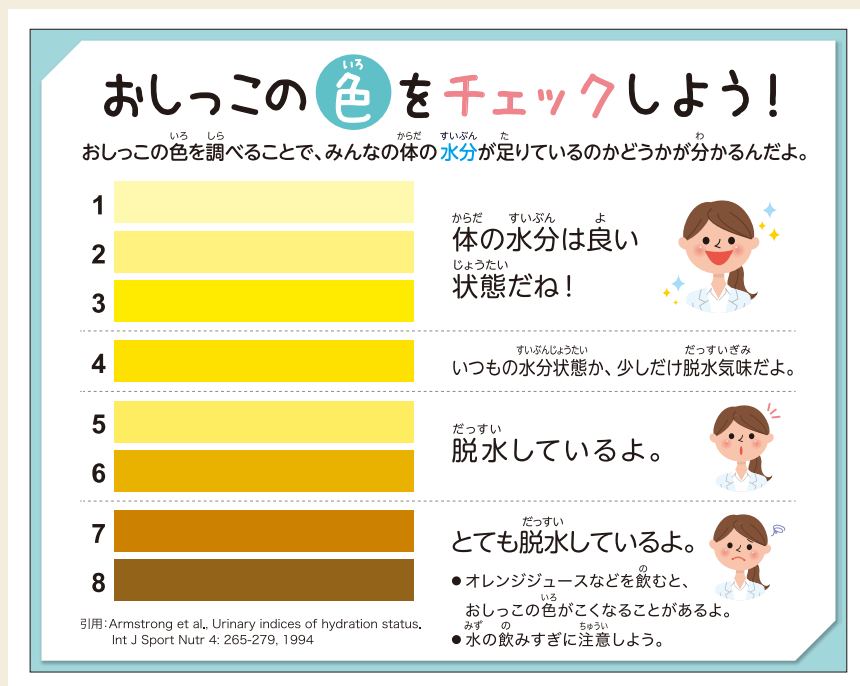 おしっこの色をチェックしよう!
おしっこの色を調べることで、みんなの体の水分が足りているのかどうかが分かるんだよ。
1
2
3
体の水分は良い
状態だね!
4
いつもの水分状態か、少しだけ脱水気味だよ。
5
6
脱水しているよ。
7
8
とても脱水しているよ。
●オレンジジュースなどを飲むと、
おしっこの色がこくなることがあるよ。
●水の飲みすぎに注意しよう。
引用:Armstrong et al., Urinary indices of hydration status.
Int J Sport Nutr 4: 265-279, 1994